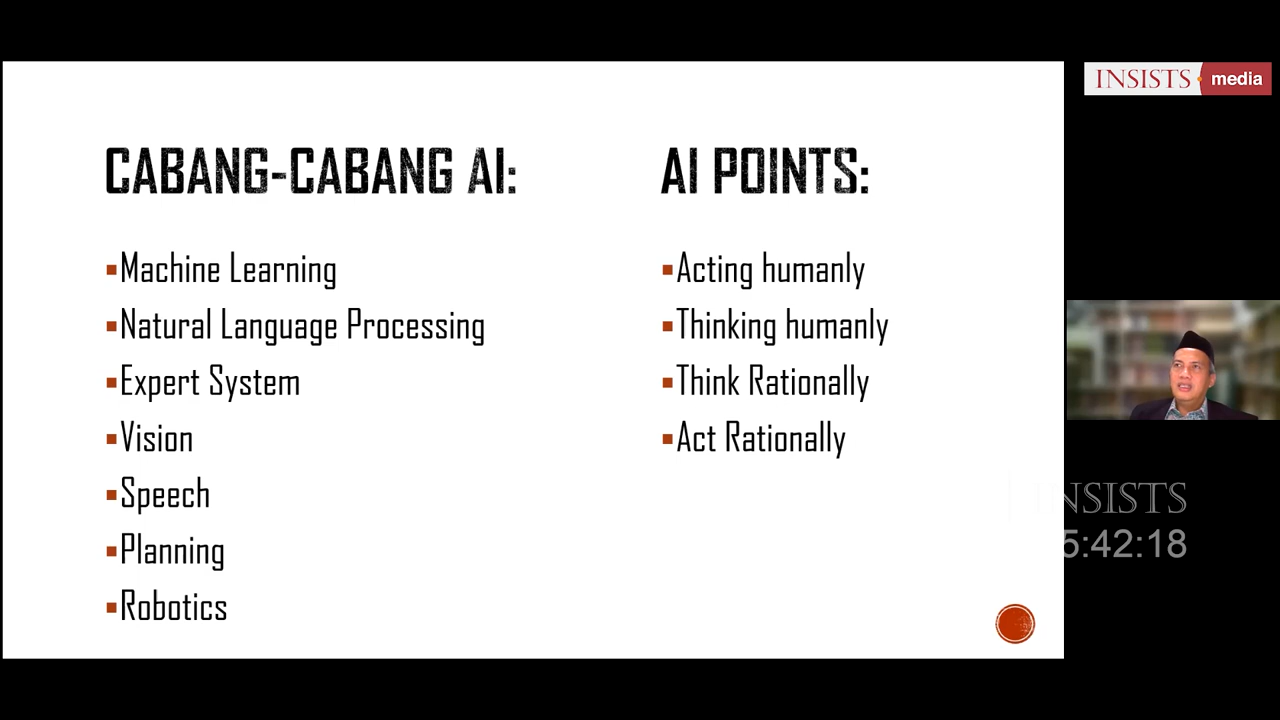 INSISTS media
CABANG-CABANG AI:
Machine Learning
Natural Language Processing
Expert System
Vision
Speech
Planning
Robotics
AI POINTS:
Acting humanly
Thinking humanly
Think Rationally
Act Rationally
INSISTS
5:42:18